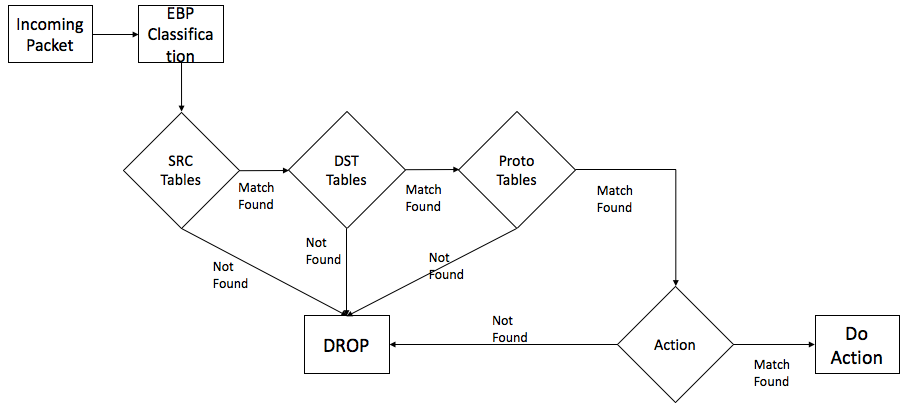 Incoming
Packet
EBP
Classifica
tion
SRC
Tables
Match
Found
DST
Tables
Match
Found
Proto
Tables
Match
Found
Not
Found
Not
Found
Not
Found
DROP
Not
Found
Action
Match
Found
Do
Action